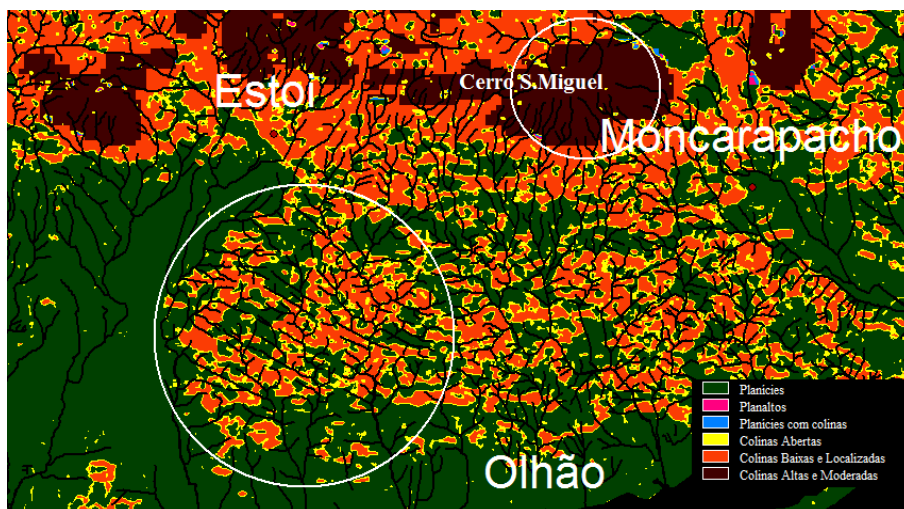 Estoi
Cerro S.Miguel
Moncarapacho
Olhão
Planícies
Planaltos
Planícies com colinas
Colinas Abertas
Colinas Baixas e Localizadas
Colinas Altas e Moderadas